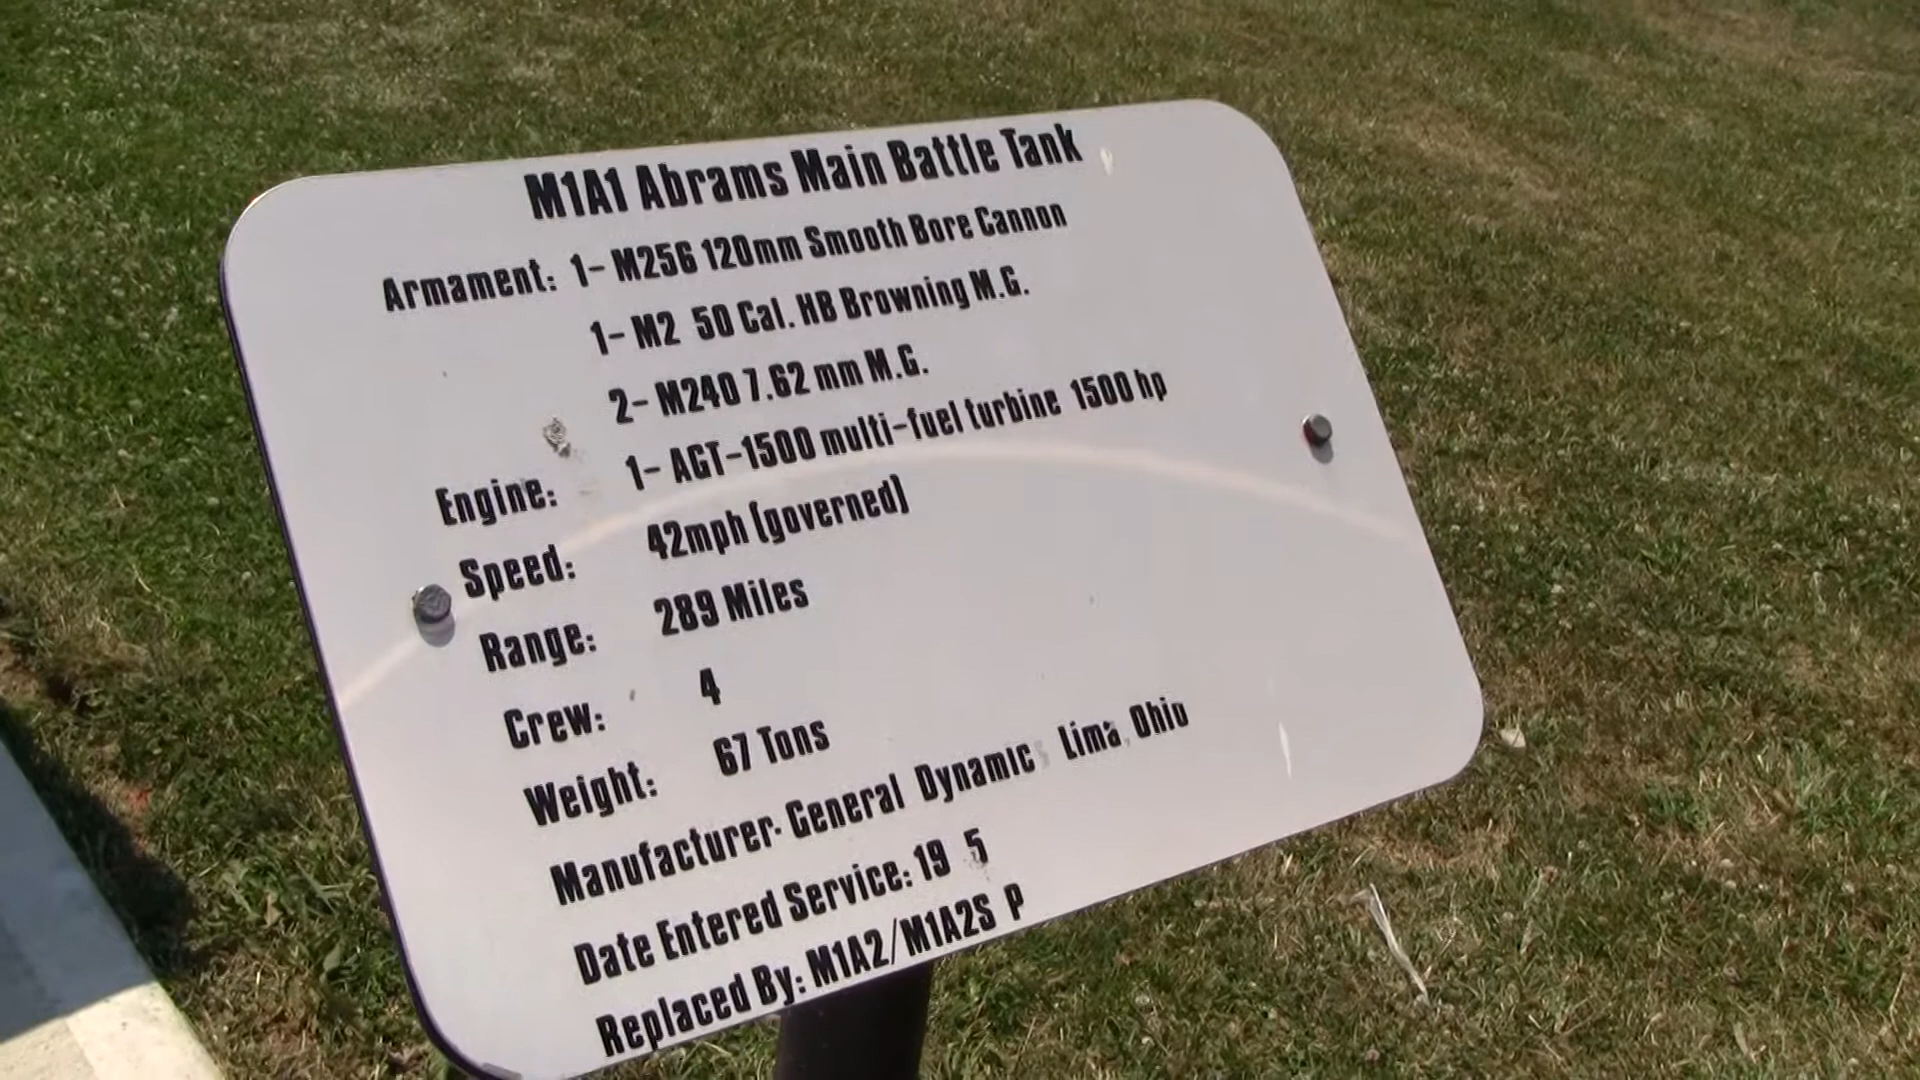 M1A1 Abrams Main Battle Tank
Armament: 1- M256 120mm Smooth Bore Cannon
1- M2 50 Cal. HB Browning M.G.
2- M240 7.62 mm M.G.
Engine: 1- AGT-1500 multi-fuel turbine 1500 hp
Speed: 42mph (governed)
Range: 289 Miles
Crew: 4
Weight: 67 Tons
Manufacturer- General Dynamic Lima, Ohio
Date Entered Service: 19 5
Replaced By: M1A2/M1A2S P